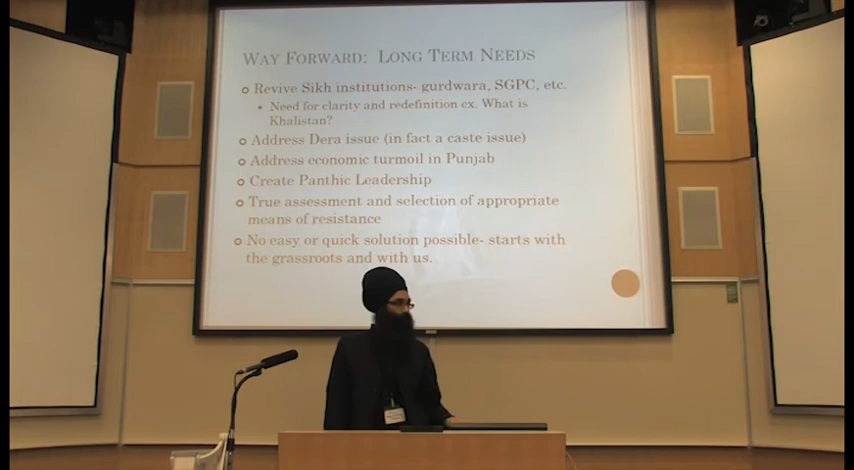 WAY FORWARD: LONG TERM NEEDS
Revive Sikh institutions- gurdwara, SGPC, etc.
Need for clarity and redefinition ex. What is
Khalistan?
Address Dera issue (in fact a caste issue)
Address economic turmoil in Punjab
Create Panthic Leadership
True assessment and selection of appropriate
means of resistance
No easy or quick solution possible- starts with
the grassroots and with us.